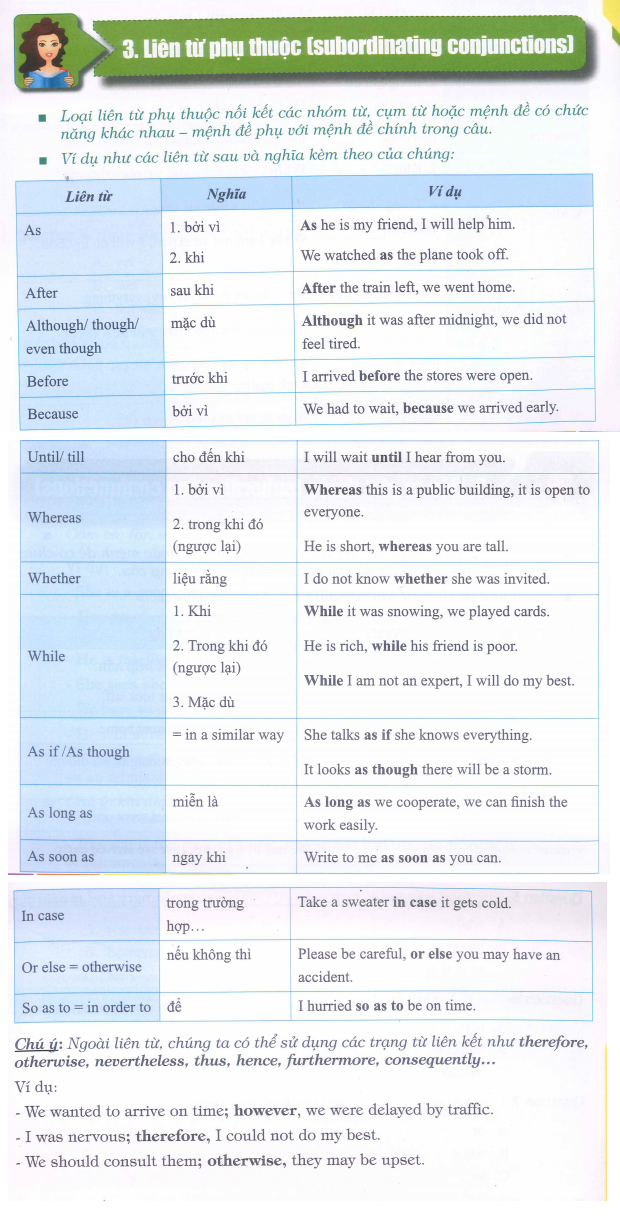 3. Liên từ phụ thuộc (subordinating conjunctions)
Loại liên từ phụ thuộc nối kết các nhóm từ, cụm từ hoặc mệnh đề có chức
năng khác nhau – mệnh đề phụ với mệnh đề chính trong câu.
Ví dụ như các liên từ sau và nghĩa kèm theo của chúng:
Liên từ Nghĩa Ví dụ
As 1. bởi vì As he is my friend, I will help him.
2. khi We watched as the plane took off.
After sau khi After the train left, we went home.
Although/ though/ mặc dù Although it was after midnight, we did not
even though feel tired.
Before trước khi I arrived before the stores were open.
Because bởi vì We had to wait, because we arrived early.
Until/ till cho đến khi I will wait until I hear from you.
Whereas 1. bởi vì Whereas this is a public building, it is open to
everyone.
2. trong khi đó
(ngược lại) He is short, whereas you are tall.
Whether liệu rằng I do not know whether she was invited.
While 1. Khi While it was snowing, we played cards.
2. Trong khi đó He is rich, while his friend is poor.
(ngược lại)
While I am not an expert, I will do my best.
3. Mặc dù
As if /As though = in a similar way She talks as if she knows everything.
It looks as though there will be a storm.
As long as miễn là As long as we cooperate, we can finish the
work easily.
As soon as ngay khi Write to me as soon as you can.
In case trong trường Take a sweater in case it gets cold.
hợp…
Or else = otherwise nếu không thì Please be careful, or else you may have an
accident.
So as to = in order to để I hurried so as to be on time.
Chú ý: Ngoài liên từ, chúng ta có thể sử dụng các trạng từ liên kết như therefore,
otherwise, nevertheless, thus, hence, furthermore, consequently…
Ví dụ:
- We wanted to arrive on time; however, we were delayed by traffic.
- I was nervous; therefore, I could not do my best.
- We should consult them; otherwise, they may be upset.